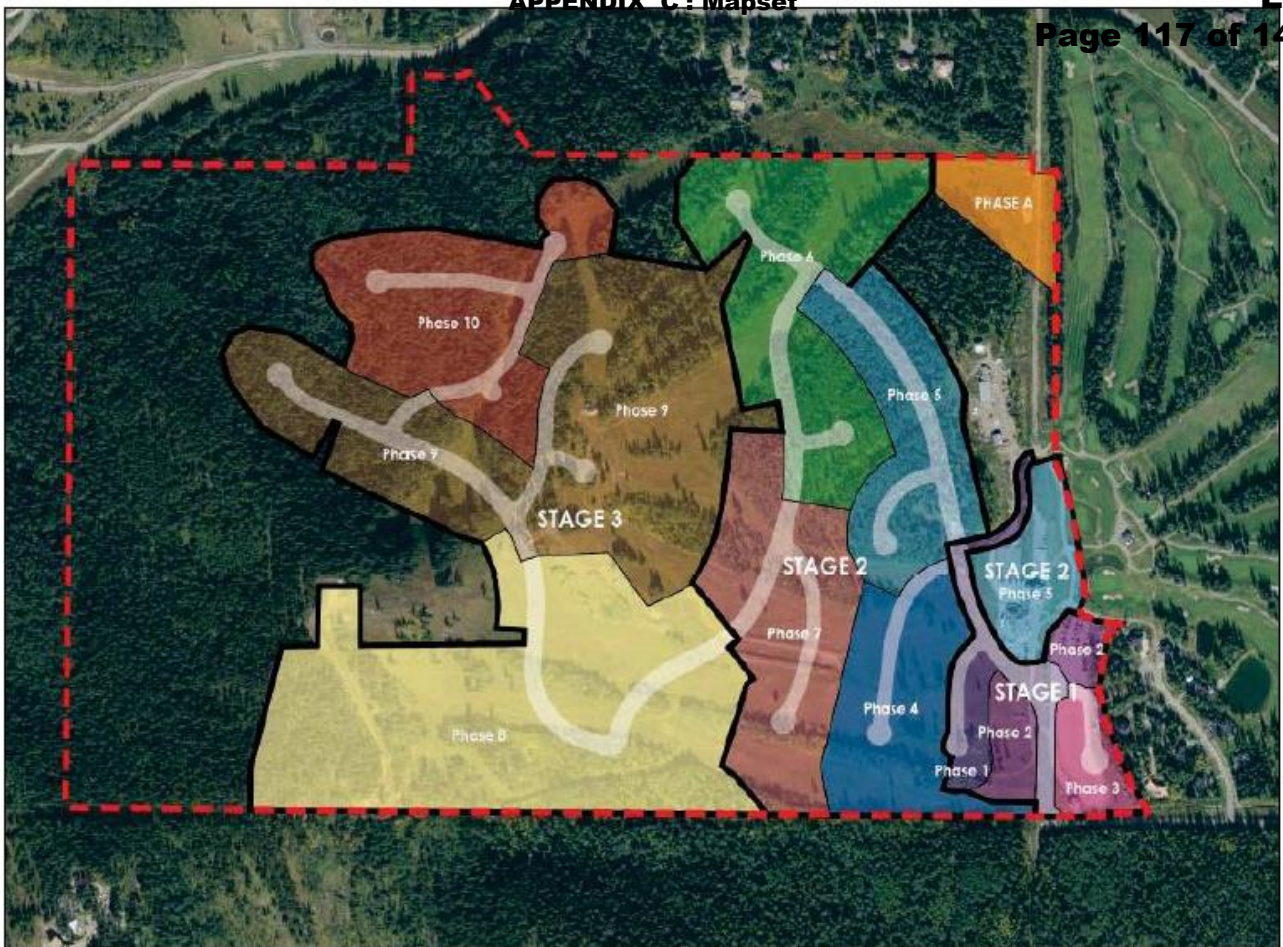 APPENDIX 'C': Mapset
Page 117 of 14
PHASE A
Phase 6
Phase 10
Phase 5
Phase 9
Phase 9
STAGE 3
STAGE 2
STAGE 2
Phase 5
Phase 7
Phase 2
STAGE 1
Phase 4
Phase 2
Phase 8
Phase 1
Phase 3